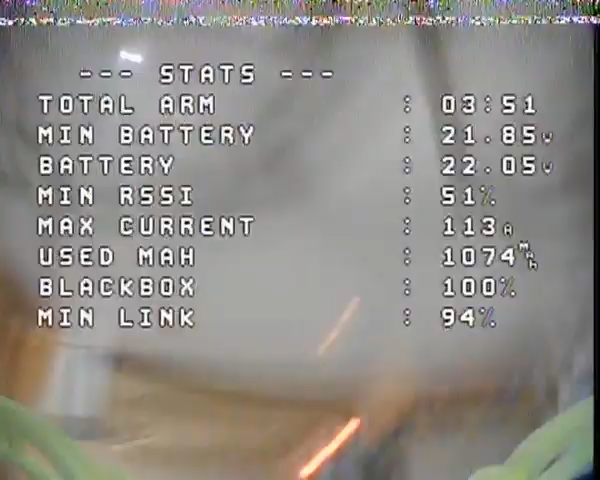 --- STATS ---
TOTAL ARM : 03:51
MIN BATTERY : 21.85V
BATTERY : 22.05V
MIN RSSI : 51%
MAX CURRENT : 113A
USED MAH : 1074MAH
BLACKBOX : 100%
MIN LINK : 94%